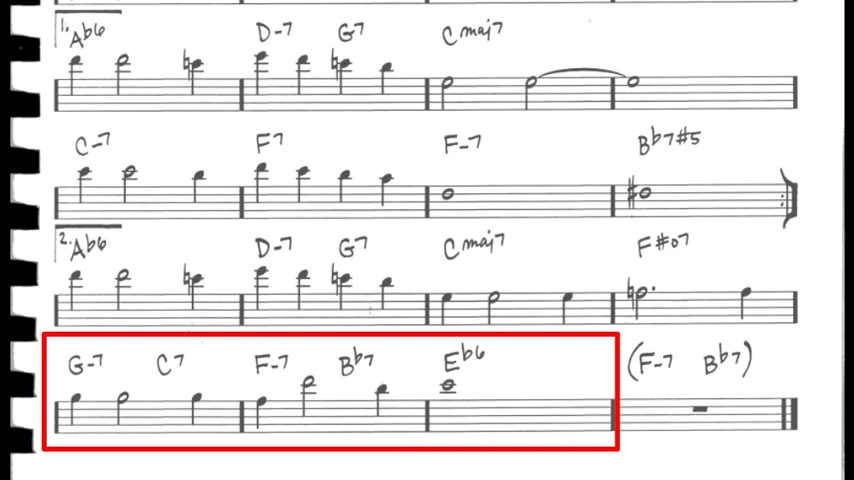 1. Ab6 D-7 G7 Cmaj7
C-7 F7 F-7 Bb7#5
2. Ab6 D-7 G7 Cmaj7 F#o7
G-7 C7 F-7 Bb7 Eb6 (F-7 Bb7)